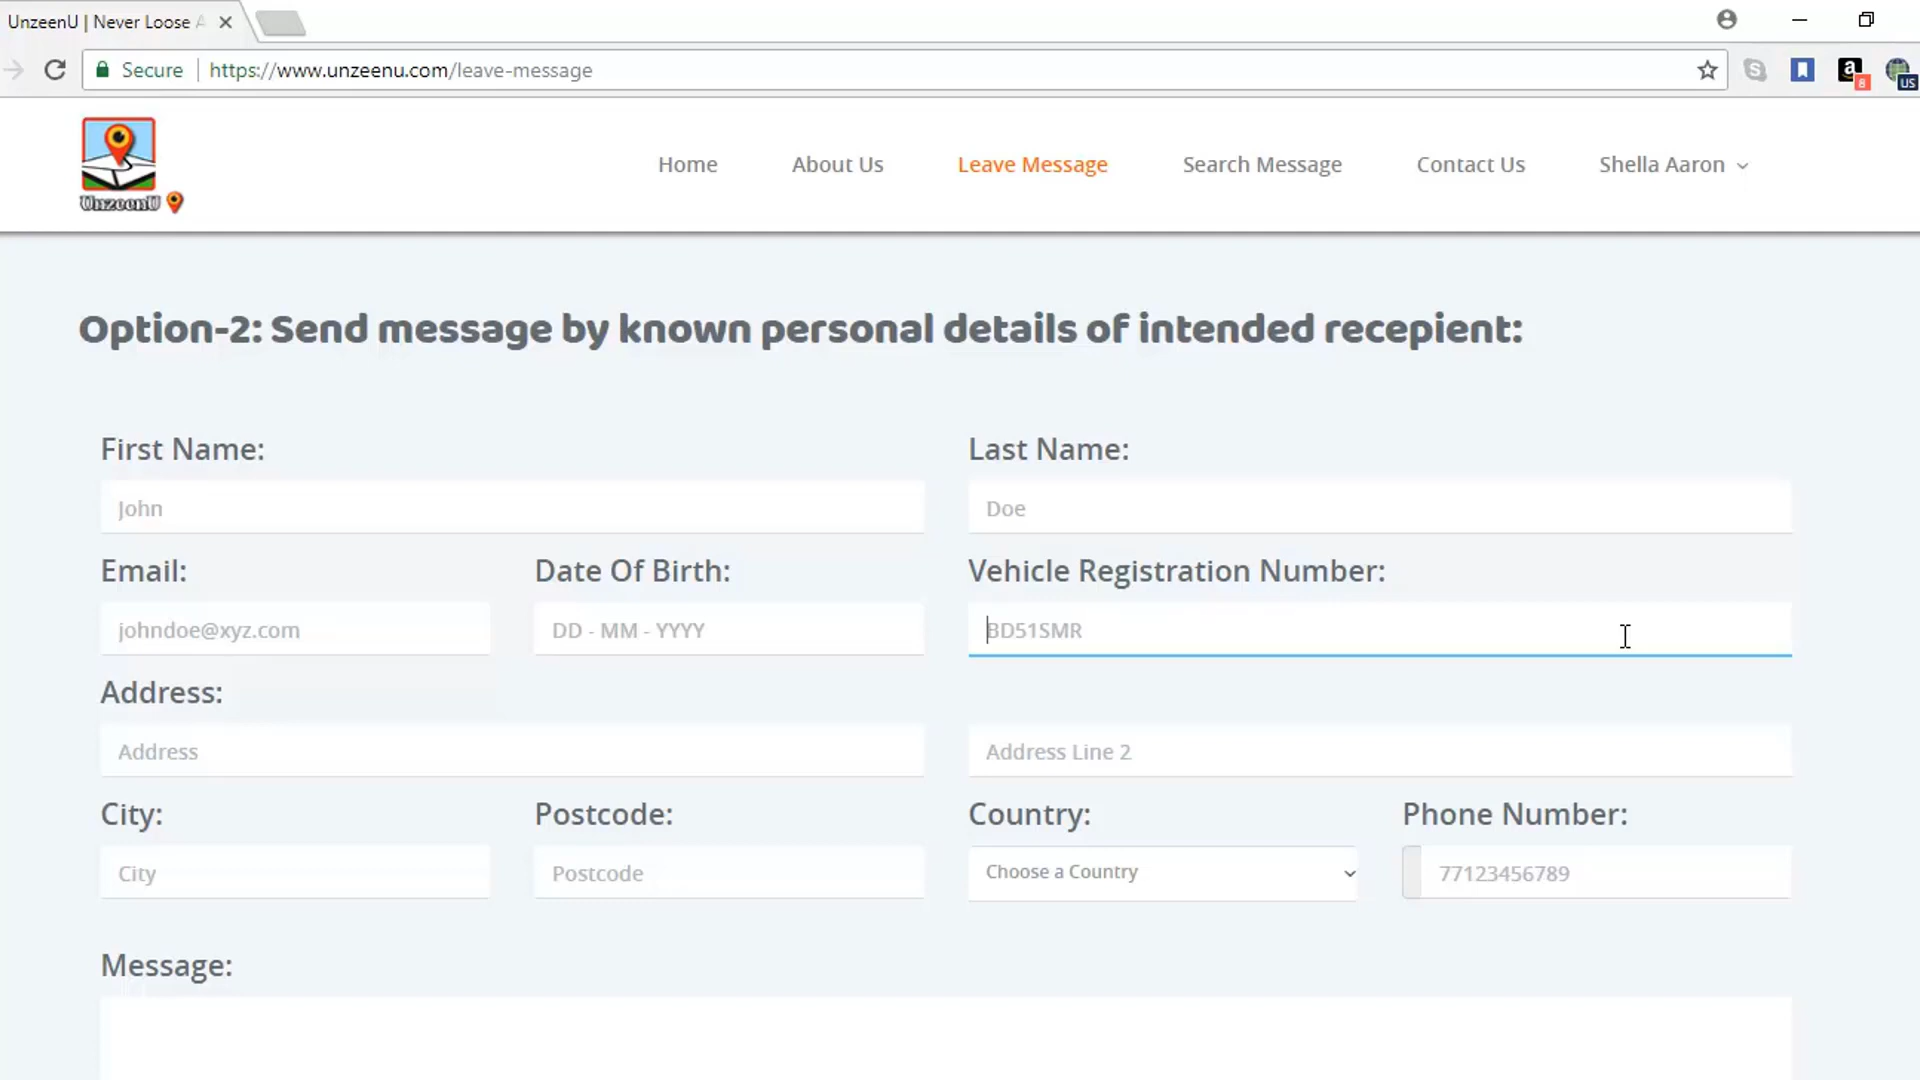 UnzeenU | Never Loose A
Secure https://www.unzeenu.com/leave-message
8
US
UnzeenU
Home About Us Leave Message Search Message Contact Us Shella Aaron
Option-2: Send message by known personal details of intended recepient:
First Name: Last Name:
John Doe
Email: Date Of Birth: Vehicle Registration Number:
johndoe@xyz.com DD - MM - YYYY BD51SMR
Address:
Address Address Line 2
City: Postcode: Country: Phone Number:
City Postcode Choose a Country 77123456789
Message: